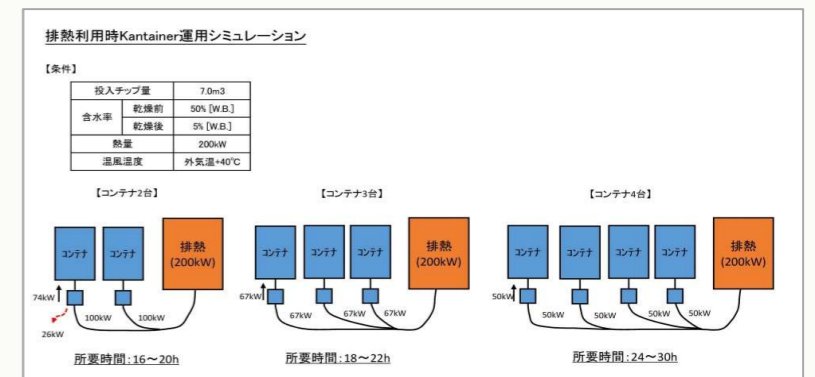 排熱利用時Kantainer運用シミュレーション
【条件】
投入チップ量 7.0m3
含水率 乾燥前 50% [W.B.]
乾燥後 5% [W.B.]
熱量 200kW
温風温度 外気温+40℃
【コンテナ2台】 【コンテナ3台】 【コンテナ4台】
コンテナ コンテナ 排熱 (200kW)
74kW 100kW 100kW
26kW
所要時間:16～20h
コンテナ コンテナ コンテナ 排熱 (200kW)
67kW 67kW 67kW 67kW
所要時間:18～22h
コンテナ コンテナ コンテナ コンテナ 排熱 (200kW)
50kW 50kW 50kW 50kW 50kW
所要時間:24～30h